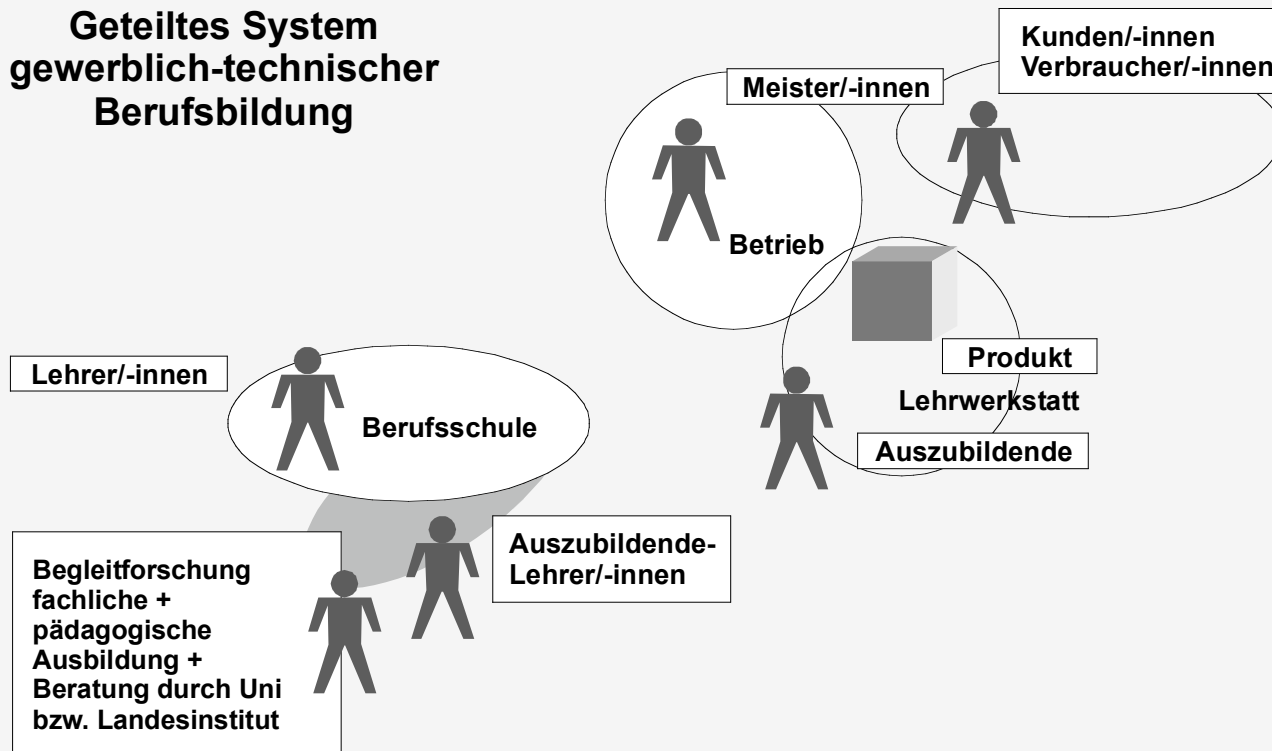 Geteiltes System
gewerblich-technischer
Berufsbildung
Kunden/-innen
Verbraucher/-innen
Meister/-innen
Betrieb
Produkt
Lehrwerkstatt
Auszubildende
Lehrer/-innen
Berufsschule
Auszubildende-
Lehrer/-innen
Begleitforschung
fachliche +
pädagogische
Ausbildung +
Beratung durch Uni
bzw. Landesinstitut